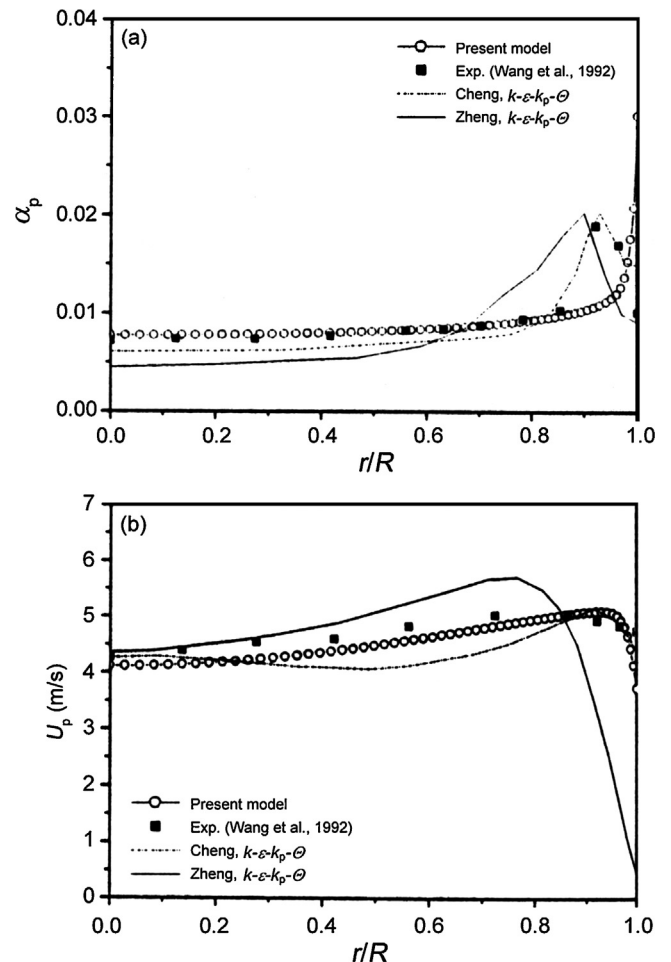 0.04
(a)
Present model
Exp. (Wang et al., 1992)
Cheng, k-ε-kp-Θ
Zheng, k-ε-kp-Θ
0.03
0.02
0.01
0.00
αp
0.0 0.2 0.4 0.6 0.8 1.0
r/R
7
(b)
6
5
4
3
2
1
0
Up (m/s)
Present model
Exp. (Wang et al., 1992)
Cheng, k-ε-kp-Θ
Zheng, k-ε-kp-Θ
0.0 0.2 0.4 0.6 0.8 1.0
r/R